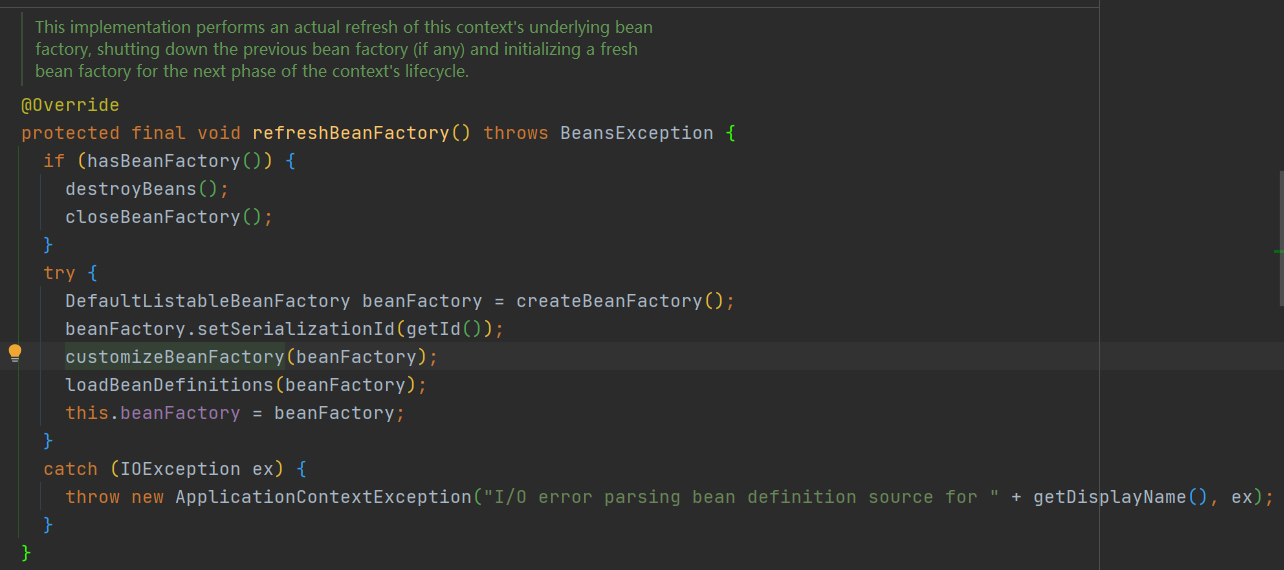 This implementation performs an actual refresh of this context's underlying bean
factory, shutting down the previous bean factory (if any) and initializing a fresh
bean factory for the next phase of the context's lifecycle.
@Override
protected final void refreshBeanFactory() throws BeansException {
  if (hasBeanFactory()) {
    destroyBeans();
    closeBeanFactory();
  }
  try {
    DefaultListableBeanFactory beanFactory = createBeanFactory();
    beanFactory.setSerializationId(getId());
    customizeBeanFactory(beanFactory);
    loadBeanDefinitions(beanFactory);
    this.beanFactory = beanFactory;
  }
  catch (IOException ex) {
    throw new ApplicationContextException("I/O error parsing bean definition source for " + getDisplayName(), ex);
  }
}